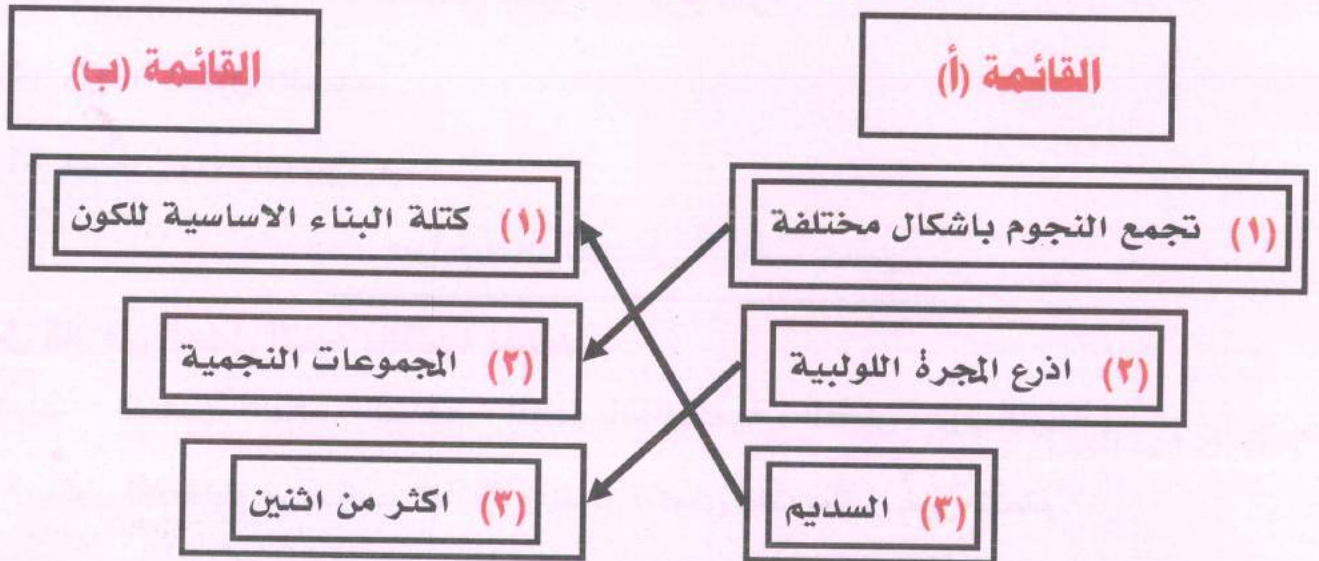 القائمة (أ)
القائمة (ب)
(١) تجمع النجوم باشكال مختلفة
(١) كتلة البناء الاساسية للكون
(٢) اذرع المجرة اللولبية
(٢) المجموعات النجمية
(٣) السديم
(٣) اكثر من اثنين